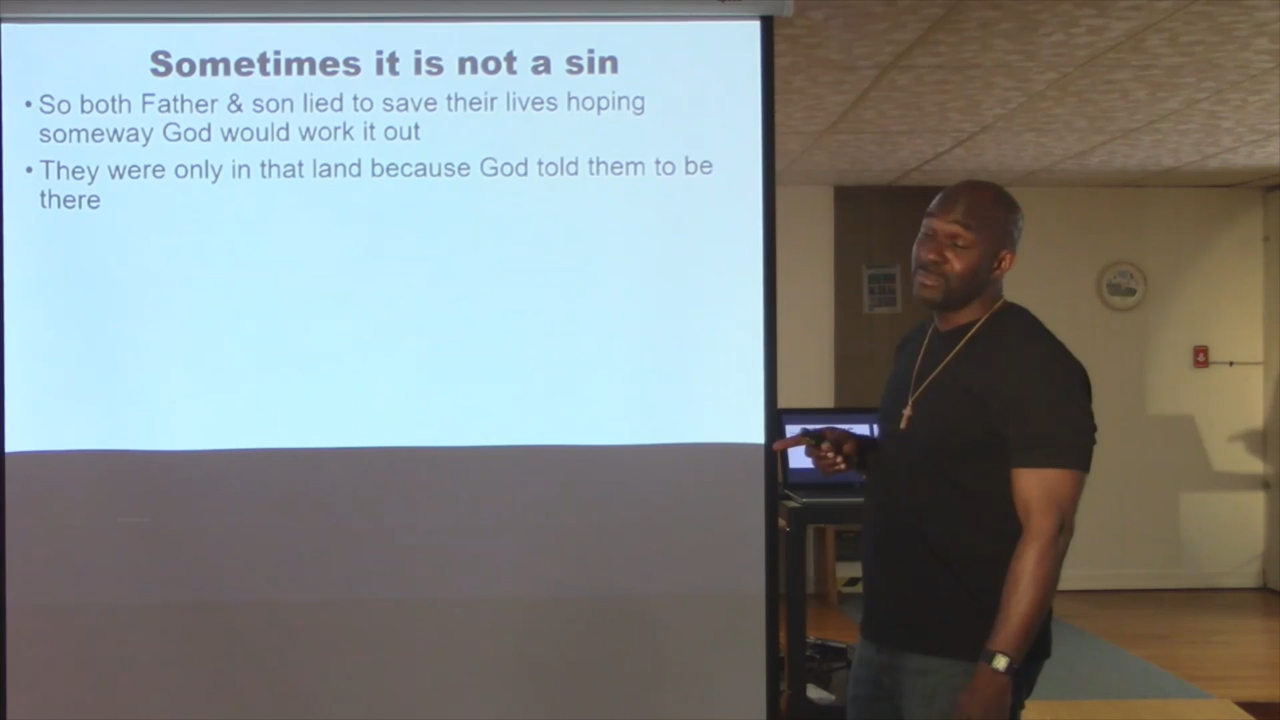 Sometimes it is not a sin
• So both Father & son lied to save their lives hoping
someway God would work it out
• They were only in that land because God told them to be
there